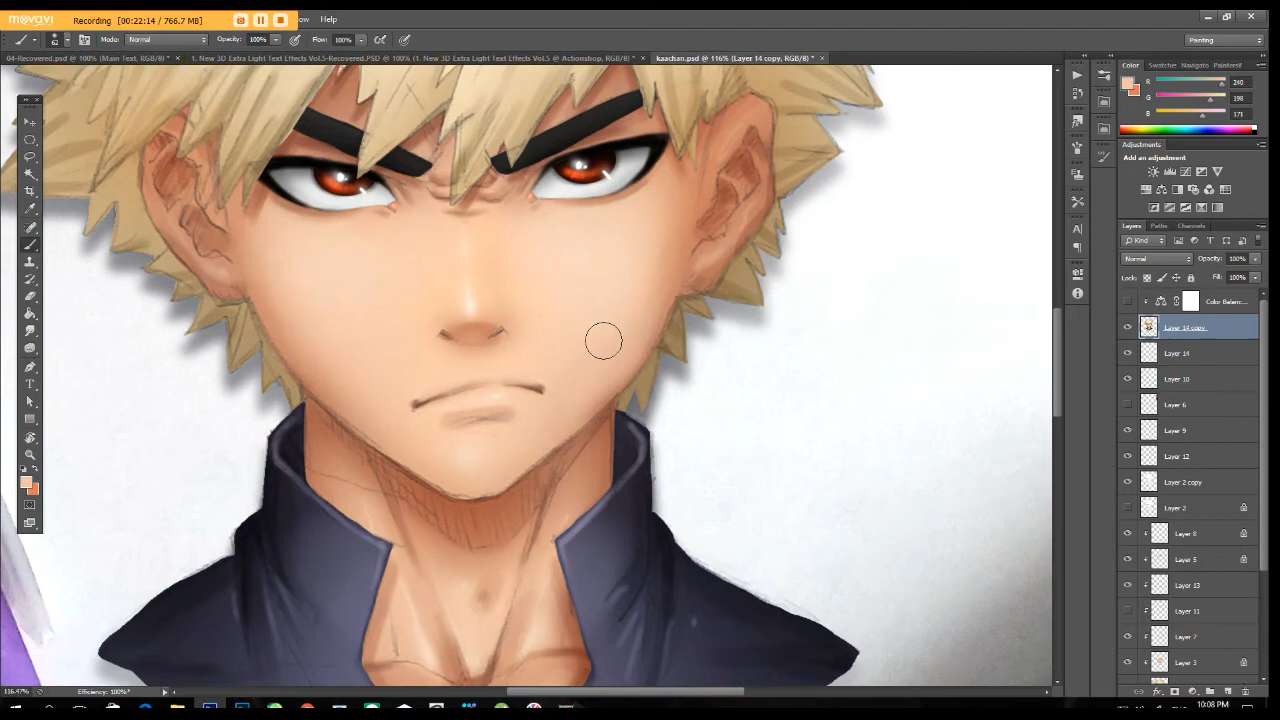 movavi Recording [00:22:14 / 766.7 MB] ow Help
62 Mode: Normal Opacity: 100% Flow: 100% Painting
04-Recovered.psd @ 100% (Main Text, RGB/8) * × 1. New 3D Extra Light Text Effects Vol.5-Recovered.PSD @ 100% (1. New 3D Extra Light Text Effects Vol.5 @ Actionshop, RGB/8) * × kaachan.psd @ 116% (Layer 14 copy, RGB/8) * ×
Color Swatches Navigato Painters!
R 240
G 198
B 171
Adjustments
Add an adjustment
Layers Paths Channels
Kind
Normal Opacity: 100%
Lock: Fill: 100%
Color Balanc...
Layer 14 copy
Layer 14
Layer 10
Layer 6
Layer 9
Layer 12
Layer 2 copy
Layer 2
Layer 8
Layer 5
Layer 13
Layer 11
Layer 7
Layer 3
116.47% Efficiency: 100%*
10:08 PM